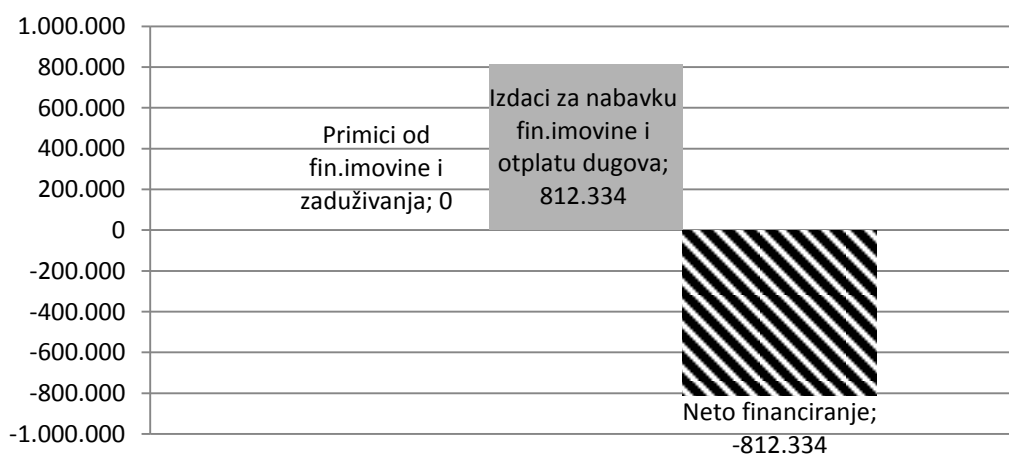 1.000.000
800.000
600.000
400.000
200.000
0
-200.000
-400.000
-600.000
-800.000
-1.000.000
Primici od
fin.imovine i
zaduživanja; 0
Izdaci za nabavku
fin.imovine i
otplatu dugova;
812.334
Neto financiranje;
-812.334